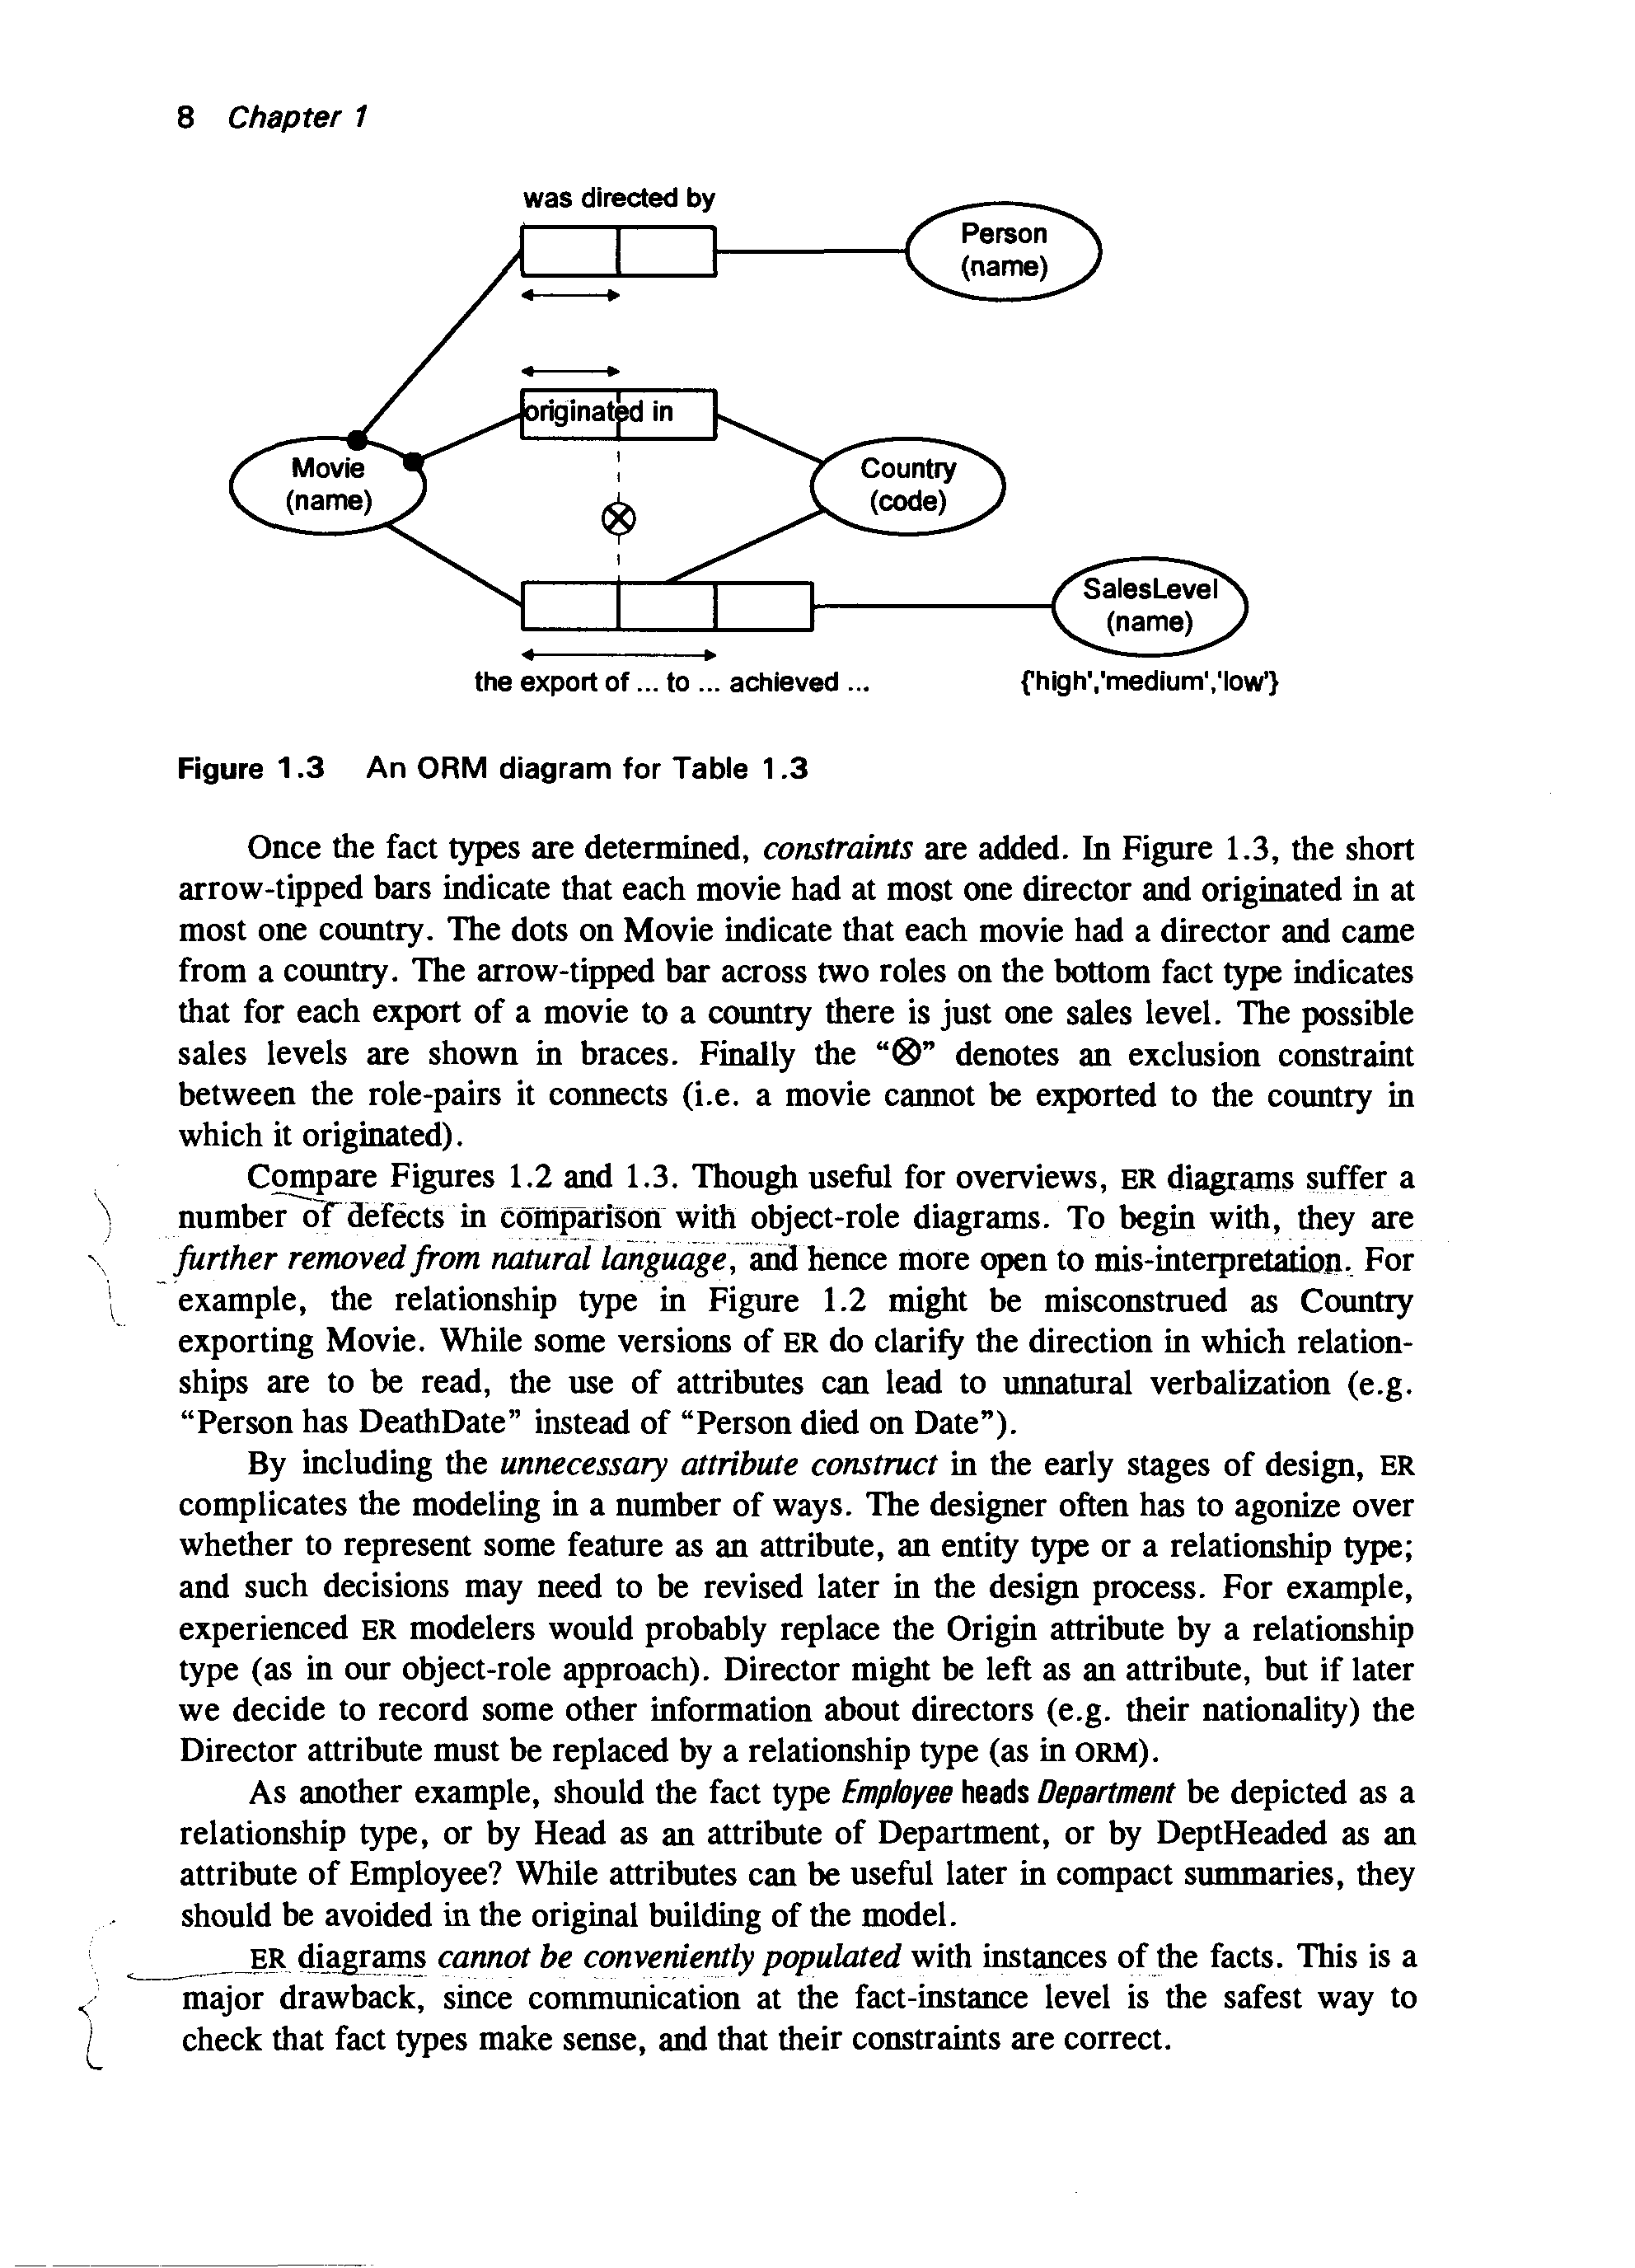 8 Chapter 1
was directed by
Person
(name)
originated in
Movie
(name)
Country
(code)
SalesLevel
(name)
the export of ... to ... achieved ...
{'high','medium','low'}
Figure 1.3 An ORM diagram for Table 1.3
Once the fact types are determined, constraints are added. In Figure 1.3, the short
arrow-tipped bars indicate that each movie had at most one director and originated in at
most one country. The dots on Movie indicate that each movie had a director and came
from a country. The arrow-tipped bar across two roles on the bottom fact type indicates
that for each export of a movie to a country there is just one sales level. The possible
sales levels are shown in braces. Finally the “⊗” denotes an exclusion constraint
between the role-pairs it connects (i.e. a movie cannot be exported to the country in
which it originated).
Compare Figures 1.2 and 1.3. Though useful for overviews, ER diagrams suffer a
number of defects in comparison with object-role diagrams. To begin with, they are
further removed from natural language, and hence more open to mis-interpretation. For
example, the relationship type in Figure 1.2 might be misconstrued as Country
exporting Movie. While some versions of ER do clarify the direction in which relation-
ships are to be read, the use of attributes can lead to unnatural verbalization (e.g.
“Person has DeathDate” instead of “Person died on Date”).
By including the unnecessary attribute construct in the early stages of design, ER
complicates the modeling in a number of ways. The designer often has to agonize over
whether to represent some feature as an attribute, an entity type or a relationship type;
and such decisions may need to be revised later in the design process. For example,
experienced ER modelers would probably replace the Origin attribute by a relationship
type (as in our object-role approach). Director might be left as an attribute, but if later
we decide to record some other information about directors (e.g. their nationality) the
Director attribute must be replaced by a relationship type (as in ORM).
As another example, should the fact type Employee heads Department be depicted as a
relationship type, or by Head as an attribute of Department, or by DeptHeaded as an
attribute of Employee? While attributes can be useful later in compact summaries, they
should be avoided in the original building of the model.
ER diagrams cannot be conveniently populated with instances of the facts. This is a
major drawback, since communication at the fact-instance level is the safest way to
check that fact types make sense, and that their constraints are correct.